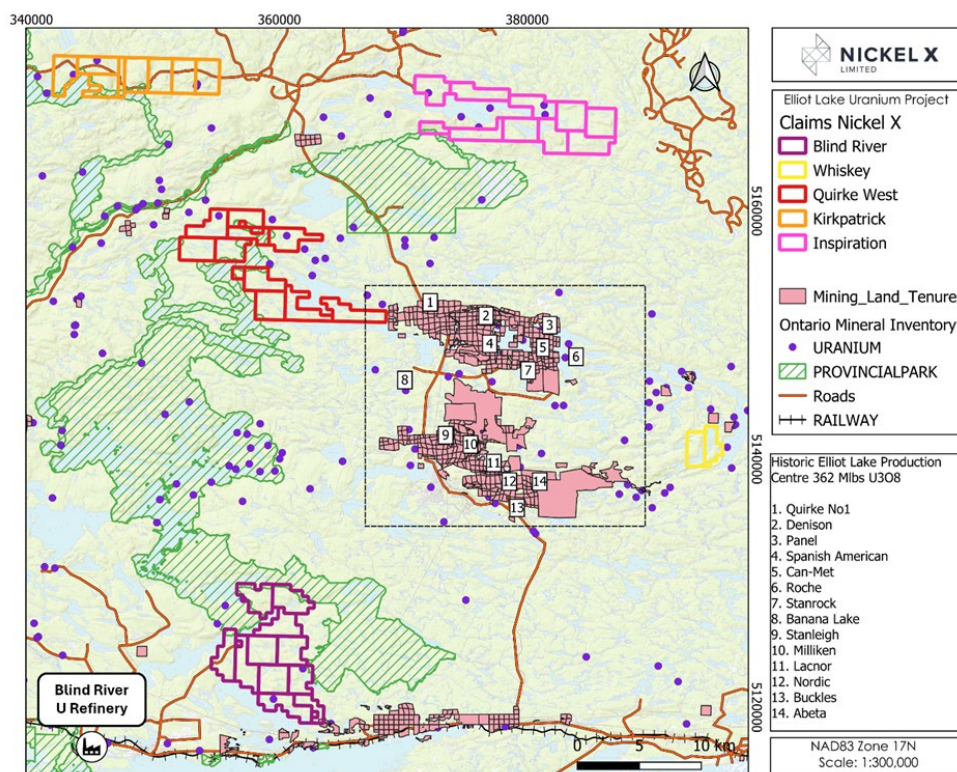 340000
360000
380000
5160000
5140000
5120000
1
2
3
4
5
6
7
8
9
10
11
12
14
13
Blind River
U Refinery
0 5 10 km
NICKEL X
LIMITED
Elliot Lake Uranium Project
Claims Nickel X
Blind River
Whiskey
Quirke West
Kirkpatrick
Inspiration
Mining_Land_Tenure
Ontario Mineral Inventory
URANIUM
PROVINCIALPARK
Roads
RAILWAY
Historic Elliot Lake Production
Centre 362 Mlbs U3O8
1. Quirke No1
2. Denison
3. Panel
4. Spanish American
5. Can-Met
6. Roche
7. Stanrock
8. Banana Lake
9. Stanleigh
10. Milliken
11. Lacnor
12. Nordic
13. Buckles
14. Abeta
NAD83 Zone 17N
Scale: 1:300,000